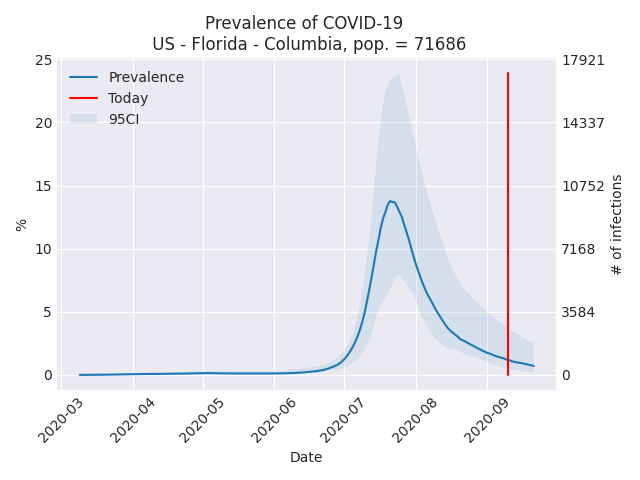 Prevalence of COVID-19
US - Florida - Columbia, pop. = 71686
Prevalence
Today
95CI
25
20
15
10
5
0
%
17921
14337
10752
7168
3584
0
# of infections
2020-03
2020-04
2020-05
2020-06
2020-07
2020-08
2020-09
Date